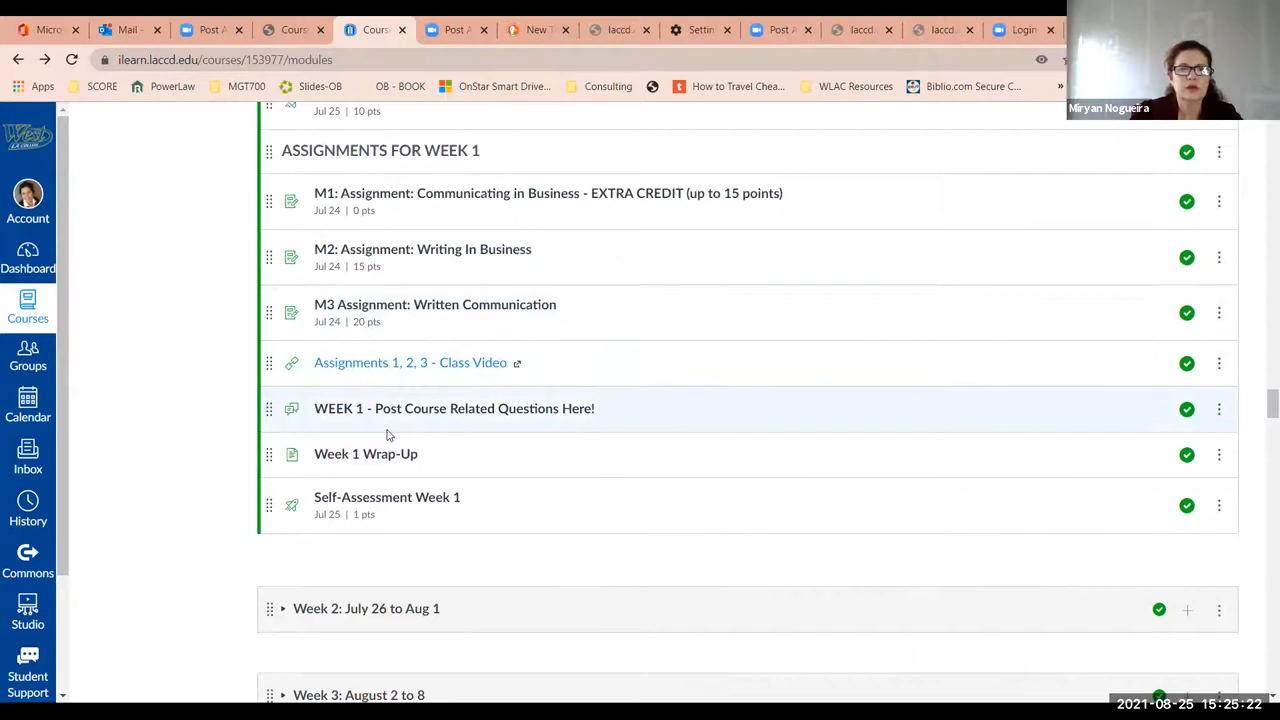 Micr
Mail -
Post A
Cours
Cours
Post A
New T
laccd.
Settin
Post A
laccd.
laccd.
Login
ilearn.laccd.edu/courses/153977/modules
Apps
SCORE
PowerLaw
MGT700
Slides-OB
OB - BOOK
OnStar Smart Drive...
Consulting
How to Travel Chea...
WLAC Resources
Biblio.com Secure C...
»
Miryan Nogueira
West
LA COLLEGE
Account
Dashboard
Courses
Groups
Calendar
Inbox
History
Commons
Studio
Student
Support
Jul 25 | 10 pts
ASSIGNMENTS FOR WEEK 1
M1: Assignment: Communicating in Business - EXTRA CREDIT (up to 15 points)
Jul 24 | 0 pts
M2: Assignment: Writing In Business
Jul 24 | 15 pts
M3 Assignment: Written Communication
Jul 24 | 20 pts
Assignments 1, 2, 3 - Class Video
WEEK 1 - Post Course Related Questions Here!
Week 1 Wrap-Up
Self-Assessment Week 1
Jul 25 | 1 pts
Week 2: July 26 to Aug 1
Week 3: August 2 to 8
2021-08-25 15:25:22